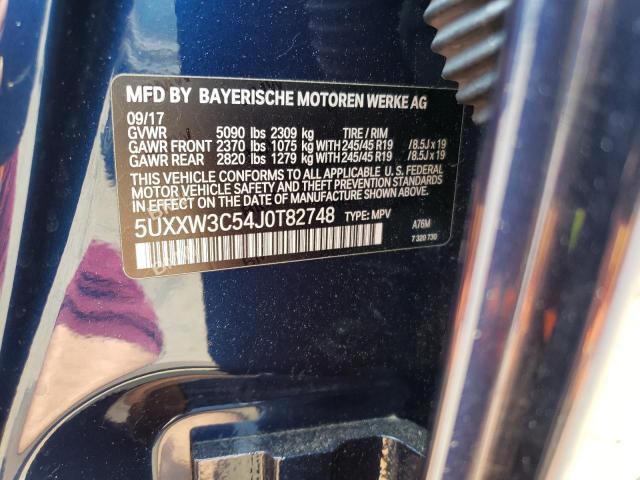 MFD BY BAYERISCHE MOTOREN WERKE AG
09/17
GVWR 5090 lbs 2309 kg TIRE / RIM
GAWR FRONT 2370 lbs 1075 kg WITH 245/45 R19 /8.5J x 19
GAWR REAR 2820 lbs 1279 kg WITH 245/45 R19 /8.5J x 19
THIS VEHICLE CONFORMS TO ALL APPLICABLE U. S. FEDERAL
MOTOR VEHICLE SAFETY AND THEFT PREVENTION STANDARDS
IN EFFECT ON THE DATE OF MANUFACTURE SHOWN ABOVE.
5UXXW3C54J0T82748 TYPE: MPV
A76M
7 320 730